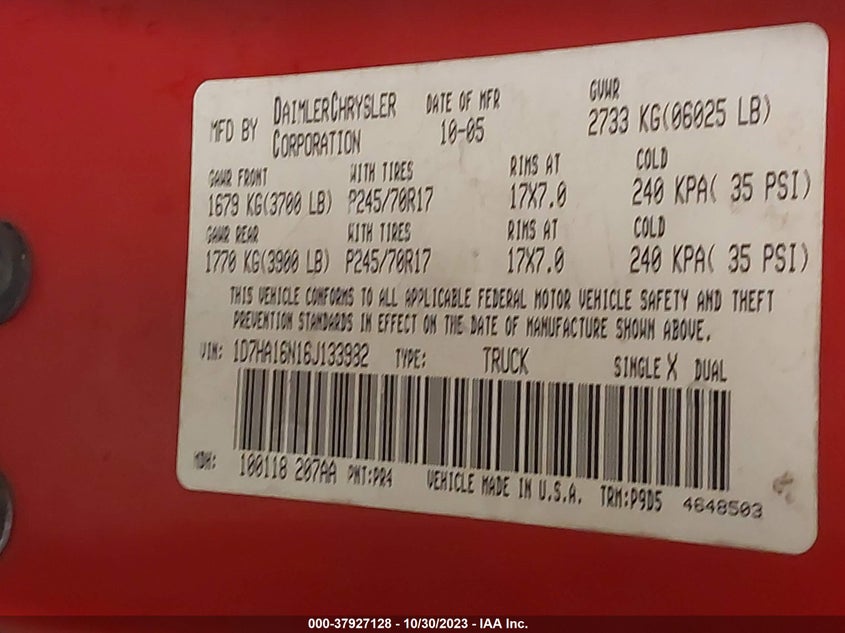 MFD BY DAIMLERCHRYSLER CORPORATION DATE OF MFR 10-05 GVWR 2733 KG(06025 LB)
GAWR FRONT WITH TIRES RIMS AT COLD
1679 KG(3700 LB) P245/70R17 17X7.0 240 KPA( 35 PSI)
GAWR REAR WITH TIRES RIMS AT COLD
1770 KG(3900 LB) P245/70R17 17X7.0 240 KPA( 35 PSI)
THIS VEHICLE CONFORMS TO ALL APPLICABLE FEDERAL MOTOR VEHICLE SAFETY AND THEFT
PREVENTION STANDARDS IN EFFECT ON THE DATE OF MANUFACTURE SHOWN ABOVE.
VIN: 1D7HA16N16J133932 TYPE: TRUCK SINGLE X DUAL
MDH: 100118 207AA PNT:PR4 VEHICLE MADE IN U.S.A. TRM:P9D5 4648503
000-37927128 - 10/30/2023 - IAA Inc.